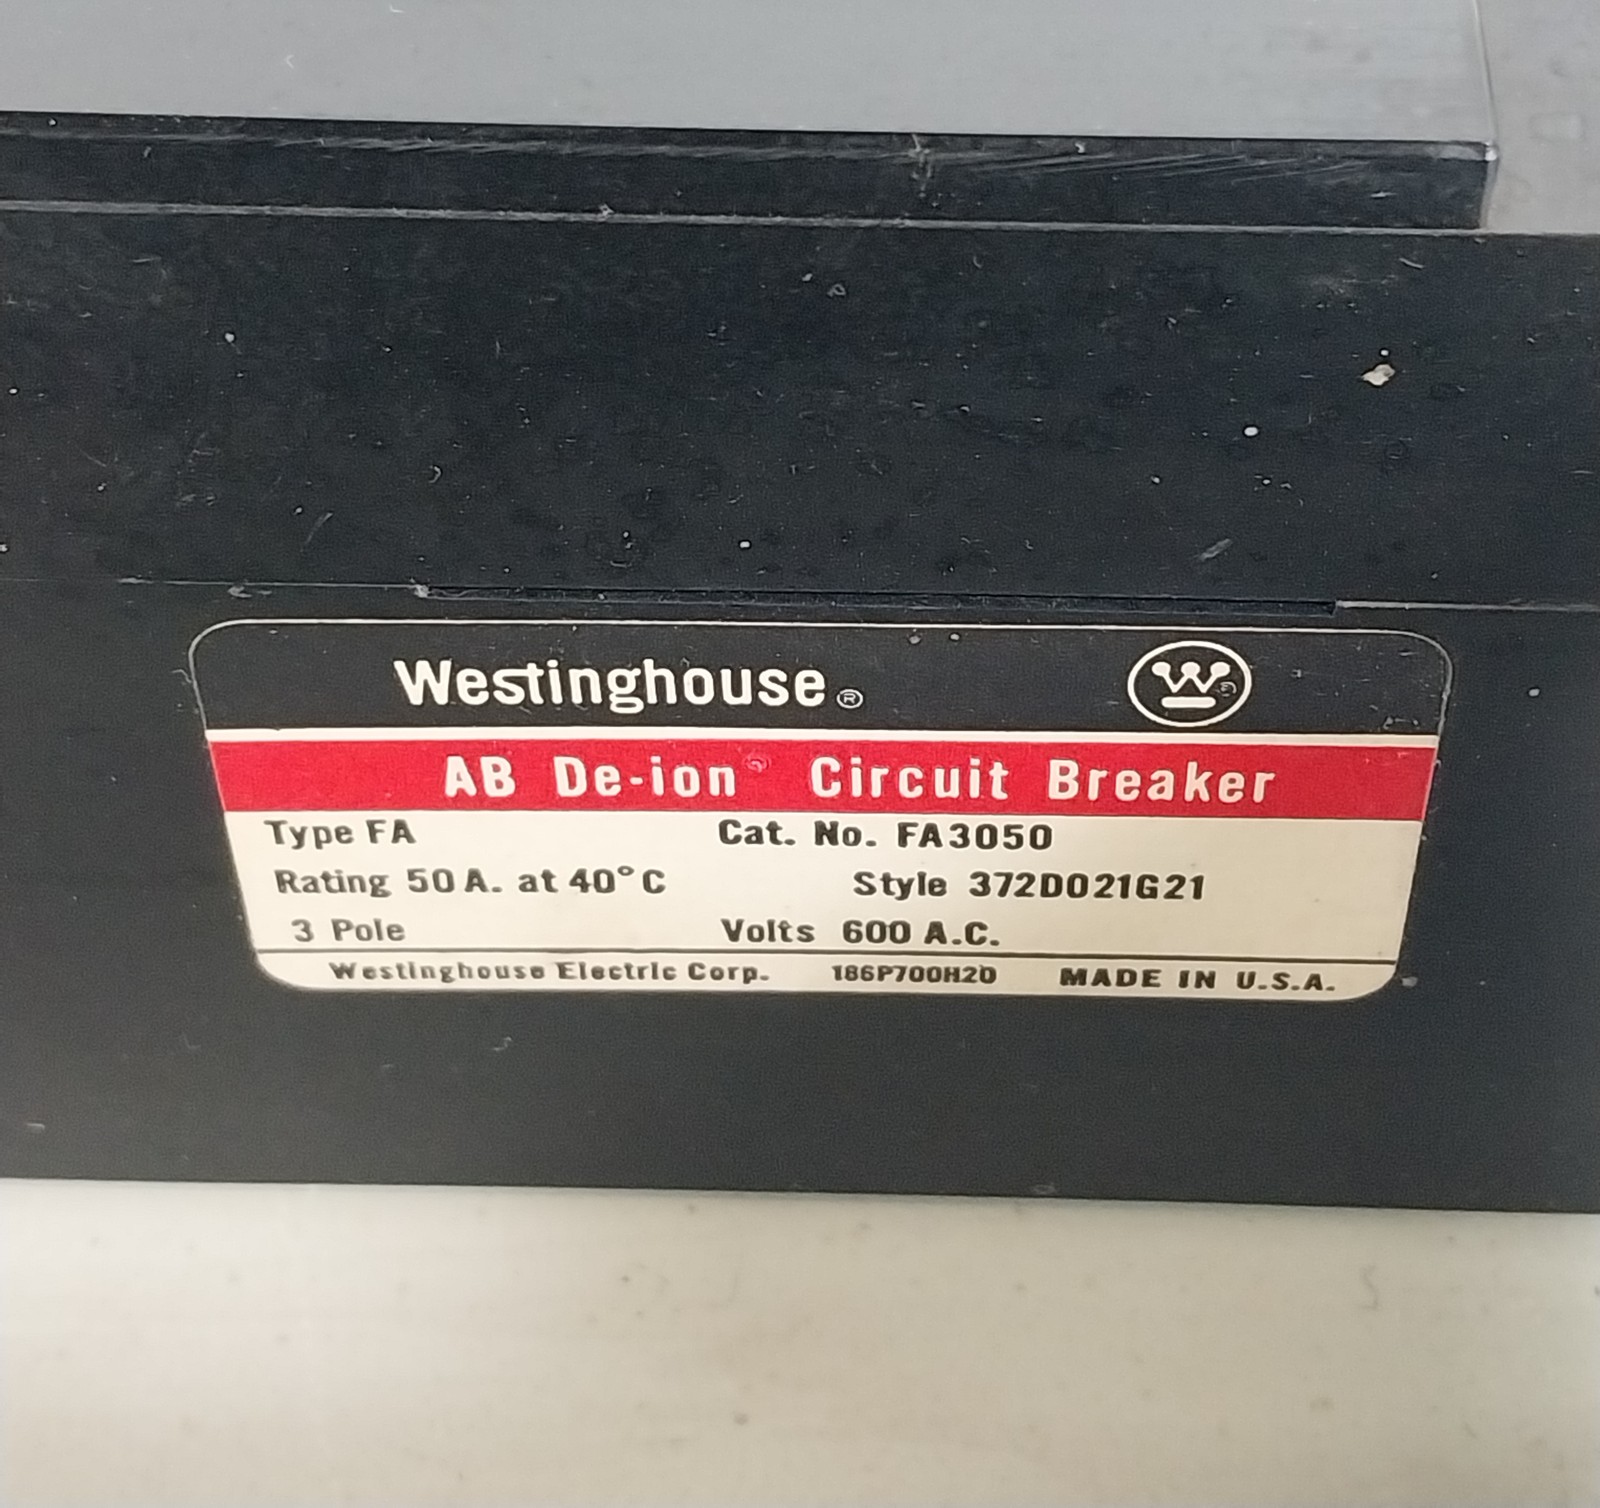 Westinghouse®
W
AB De-ion® Circuit Breaker
Type FA Cat. No. FA3050
Rating 50 A. at 40°C Style 372D021G21
3 Pole Volts 600 A.C.
Westinghouse Electric Corp. 186P700H20 MADE IN U.S.A.